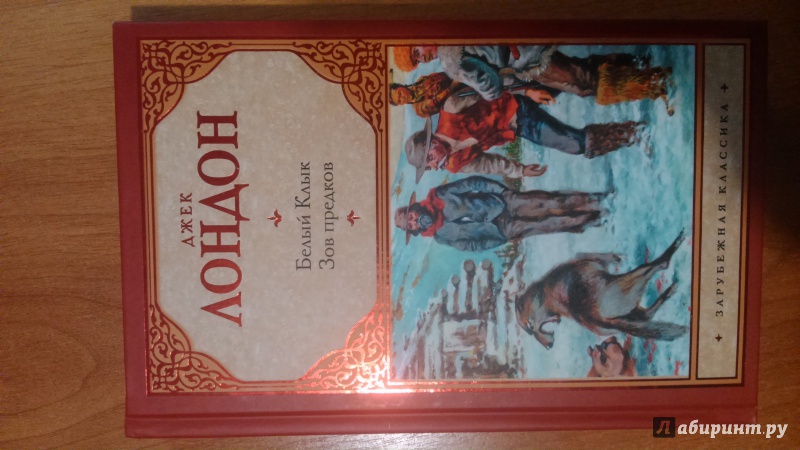 ДЖЕК
ЛОНДОН
Белый Клык
Зов предков
ЗАРУБЕЖНАЯ КЛАССИКА
Лабиринт.ру